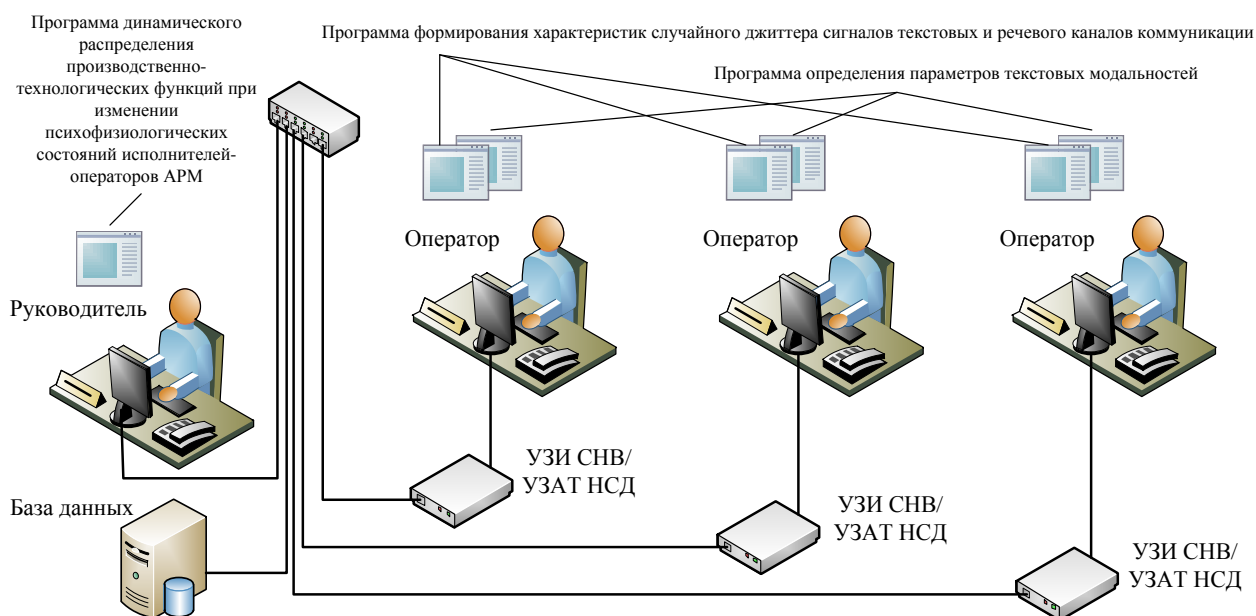 Программа динамического
распределения
производственно-
технологических функций при
изменении
психофизиологических
состояний исполнителей-
операторов АРМ
Программа формирования характеристик случайного джиттера сигналов текстовых и речевого каналов коммуникации
Программа определения параметров текстовых модальностей
Оператор
Оператор
Оператор
Руководитель
УЗИ СНВ/
УЗАТ НСД
База данных
УЗИ СНВ/
УЗАТ НСД
УЗИ СНВ/
УЗАТ НСД